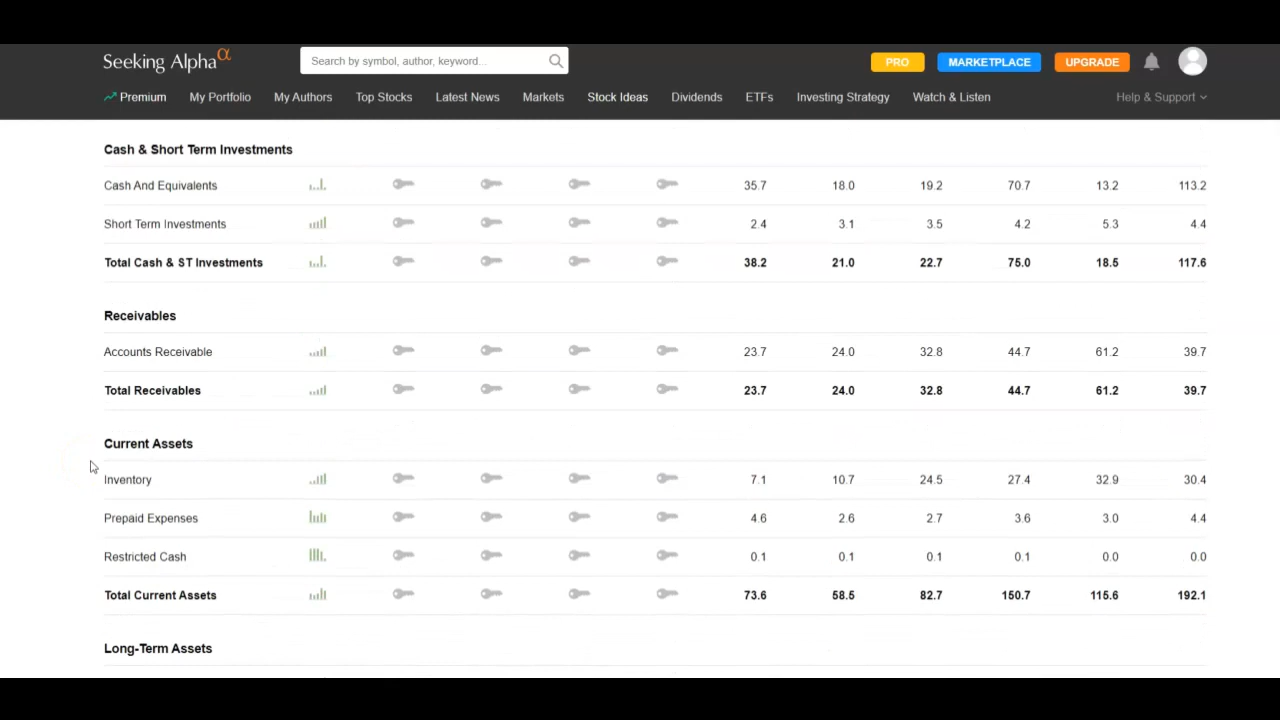 Seeking Alpha α
Search by symbol, author, keyword...
PRO MARKETPLACE UPGRADE
Premium My Portfolio My Authors Top Stocks Latest News Markets Stock Ideas Dividends ETFs Investing Strategy Watch & Listen Help & Support
Cash & Short Term Investments
Cash And Equivalents 35.7 18.0 19.2 70.7 13.2 113.2
Short Term Investments 2.4 3.1 3.5 4.2 5.3 4.4
Total Cash & ST Investments 38.2 21.0 22.7 75.0 18.5 117.6
Receivables
Accounts Receivable 23.7 24.0 32.8 44.7 61.2 39.7
Total Receivables 23.7 24.0 32.8 44.7 61.2 39.7
Current Assets
Inventory 7.1 10.7 24.5 27.4 32.9 30.4
Prepaid Expenses 4.6 2.6 2.7 3.6 3.0 4.4
Restricted Cash 0.1 0.1 0.1 0.1 0.0 0.0
Total Current Assets 73.6 58.5 82.7 150.7 115.6 192.1
Long-Term Assets